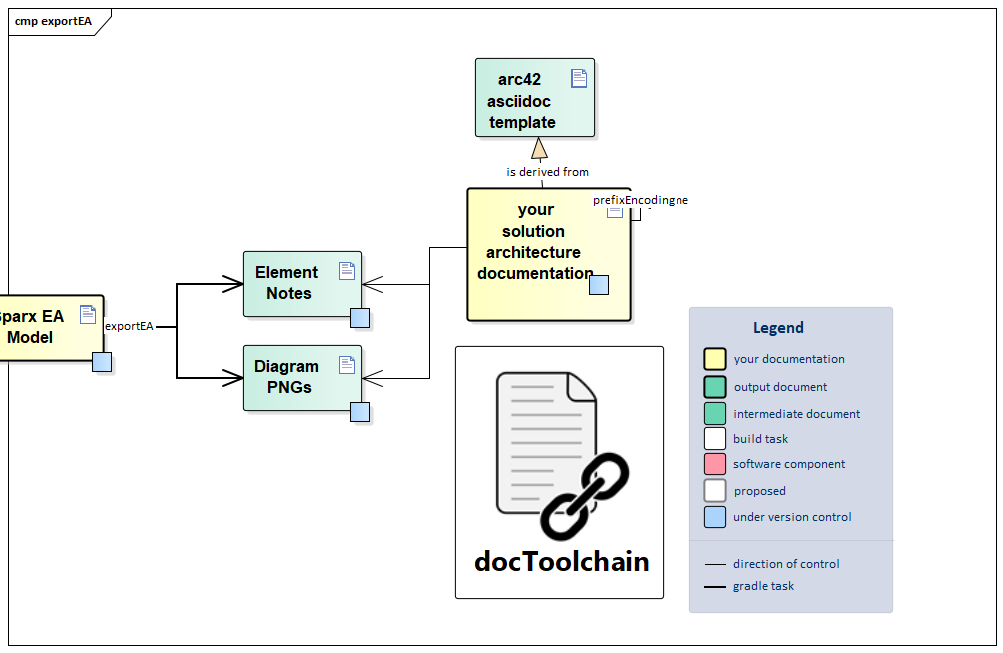 cmp exportEA
arc42
asciidoc
template
is derived from
prefixEncoding
your
solution
architecture
documentation
Element
Notes
parx EA
Model
exportEA
Diagram
PNGs
docToolchain
Legend
your documentation
output document
intermediate document
build task
software component
proposed
under version control
direction of control
gradle task